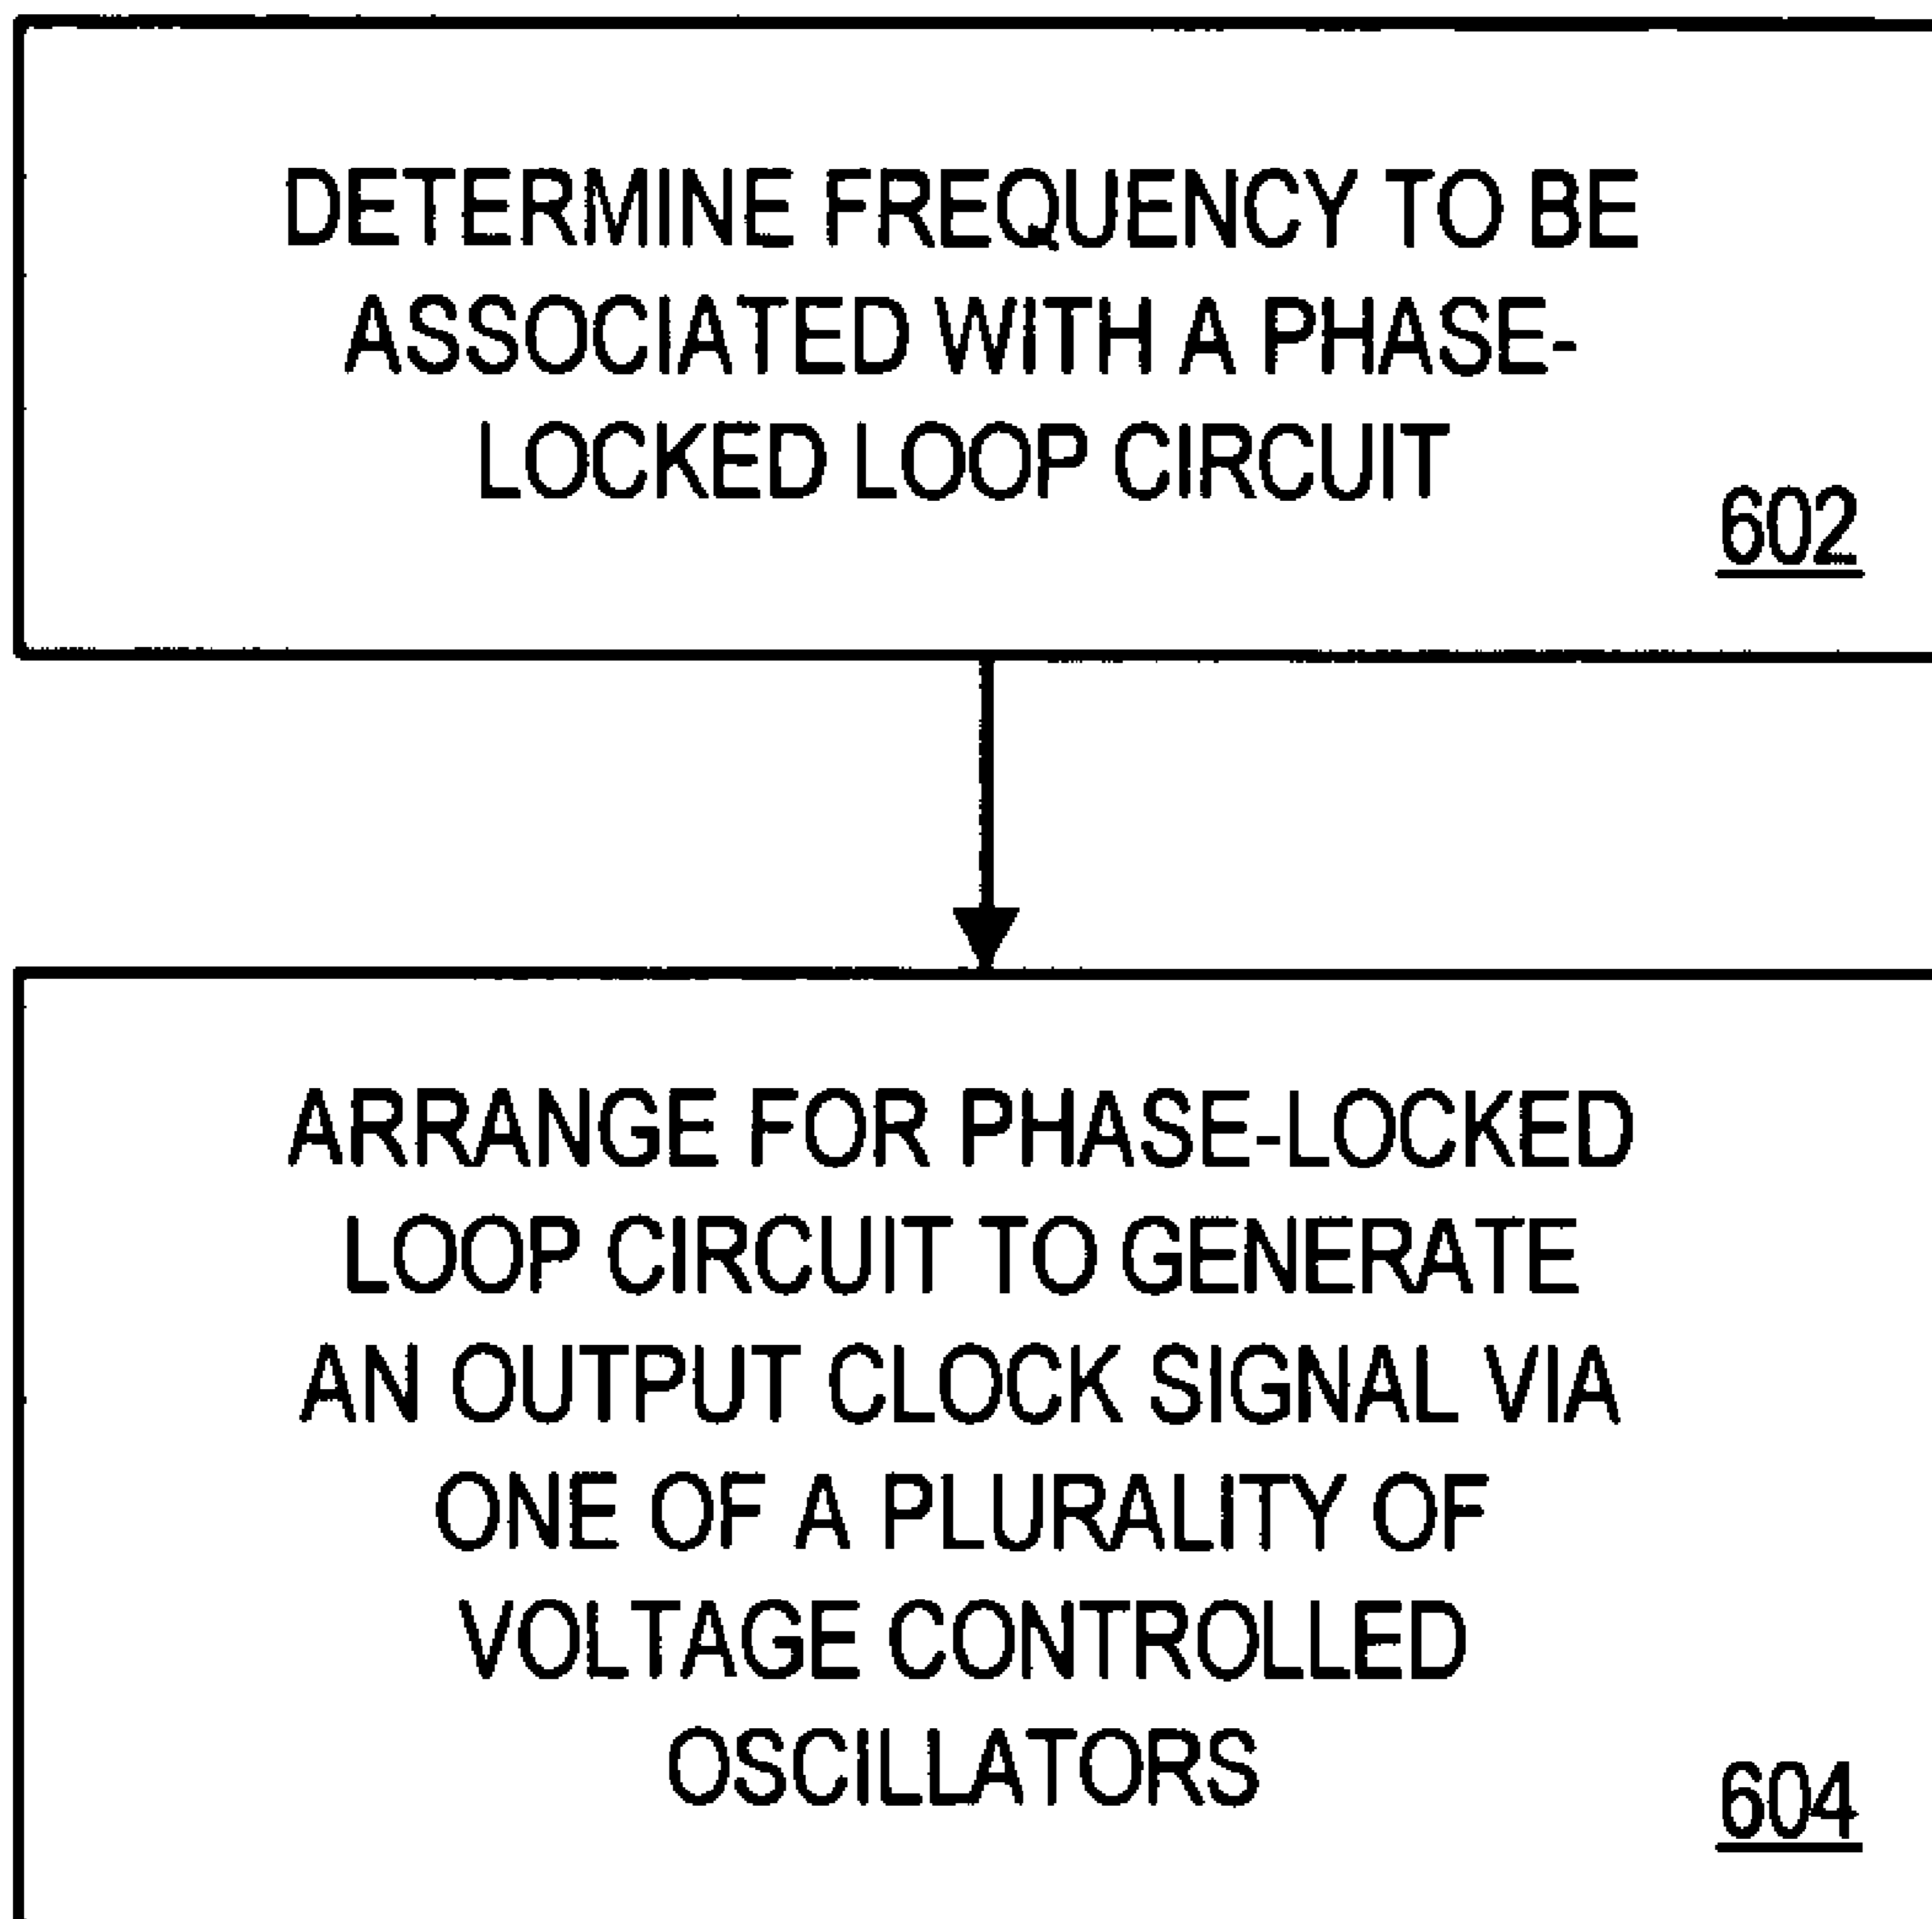 DETERMINE FREQUENCY TO BE
ASSOCIATED WITH A PHASE-
LOCKED LOOP CIRCUIT
602
ARRANGE FOR PHASE-LOCKED
LOOP CIRCUIT TO GENERATE
AN OUTPUT CLOCK SIGNAL VIA
ONE OF A PLURALITY OF
VOLTAGE CONTROLLED
OSCILLATORS
604